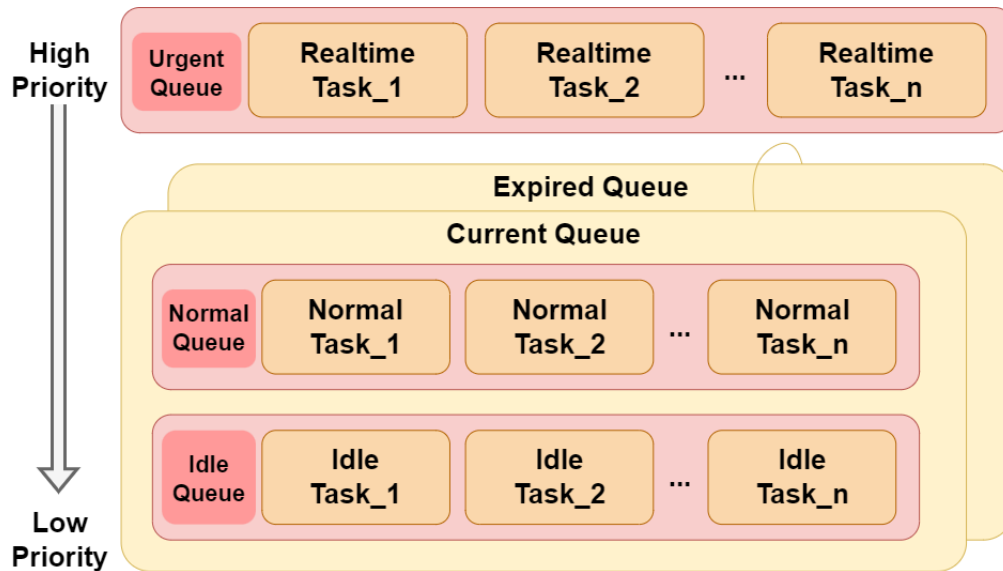 High
Priority
Urgent
Queue
Realtime
Task_1
Realtime
Task_2
...
Realtime
Task_n
Expired Queue
Current Queue
Normal
Queue
Normal
Task_1
Normal
Task_2
...
Normal
Task_n
Idle
Queue
Idle
Task_1
Idle
Task_2
...
Idle
Task_n
Low
Priority